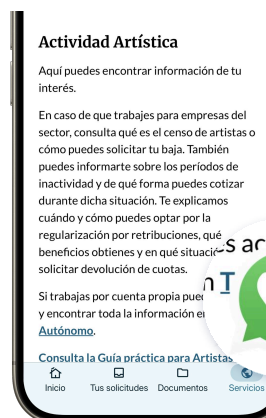 Actividad Artística
Aquí puedes encontrar información de tu
interés.
En caso de que trabajes para empresas del
sector, consulta qué es el censo de artistas o
cómo puedes solicitar tu baja. También
puedes informarte sobre los períodos de
inactividad y de qué forma puedes cotizar
durante dicha situación. Te explicamos
cuándo y cómo puedes optar por la
regularización por retribuciones, qué
beneficios obtienes y en qué
solicitar devolución de cuotas.
Si trabajas por cuenta propia
y encontrar toda la información
Autónomo.
Consulta la Guía práctica para Artistas
Inicio Tus solicitudes Documentos Servicios